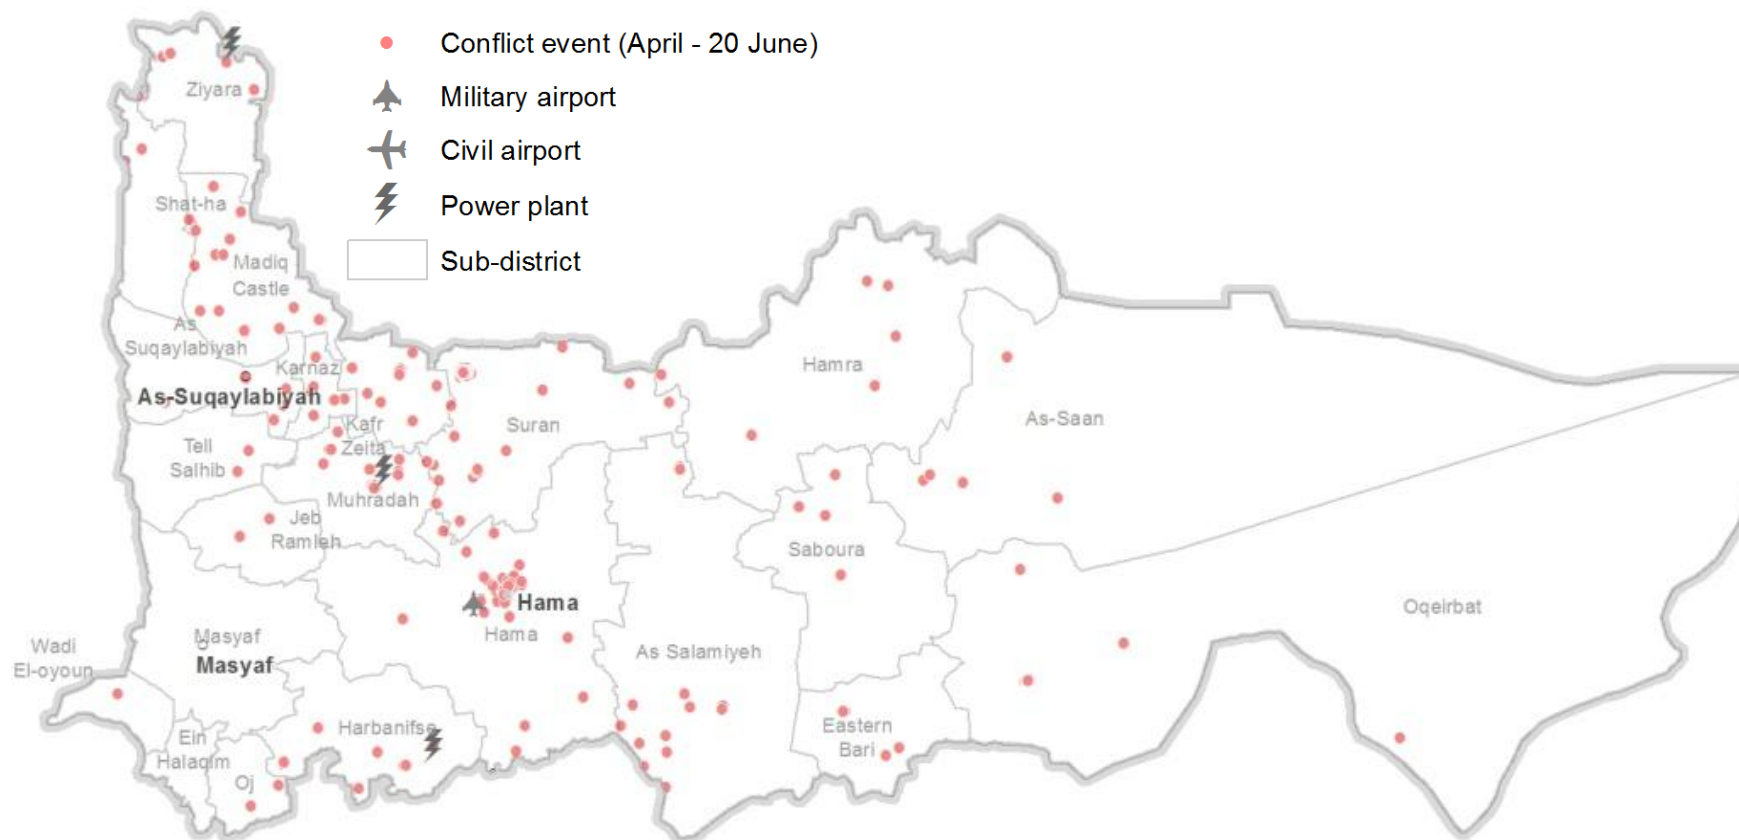 Conflict event (April - 20 June)
Military airport
Civil airport
Power plant
Sub-district
Ziyara
Shat-ha
Madiq
Castle
As
Suqaylabiyah
Karnaz
As-Suqaylabiyah
Kafr
Zeita
Tell
Salhib
Muhradah
Jeb
Ramleh
Suran
Hamra
As-Saan
Saboura
Hama
Hama
Oqeirbat
Masyaf
Masyaf
Wadi
El-oyoun
As Salamiyeh
Harbanifse
Eastern
Bari
Ein
Halaqim
Oj